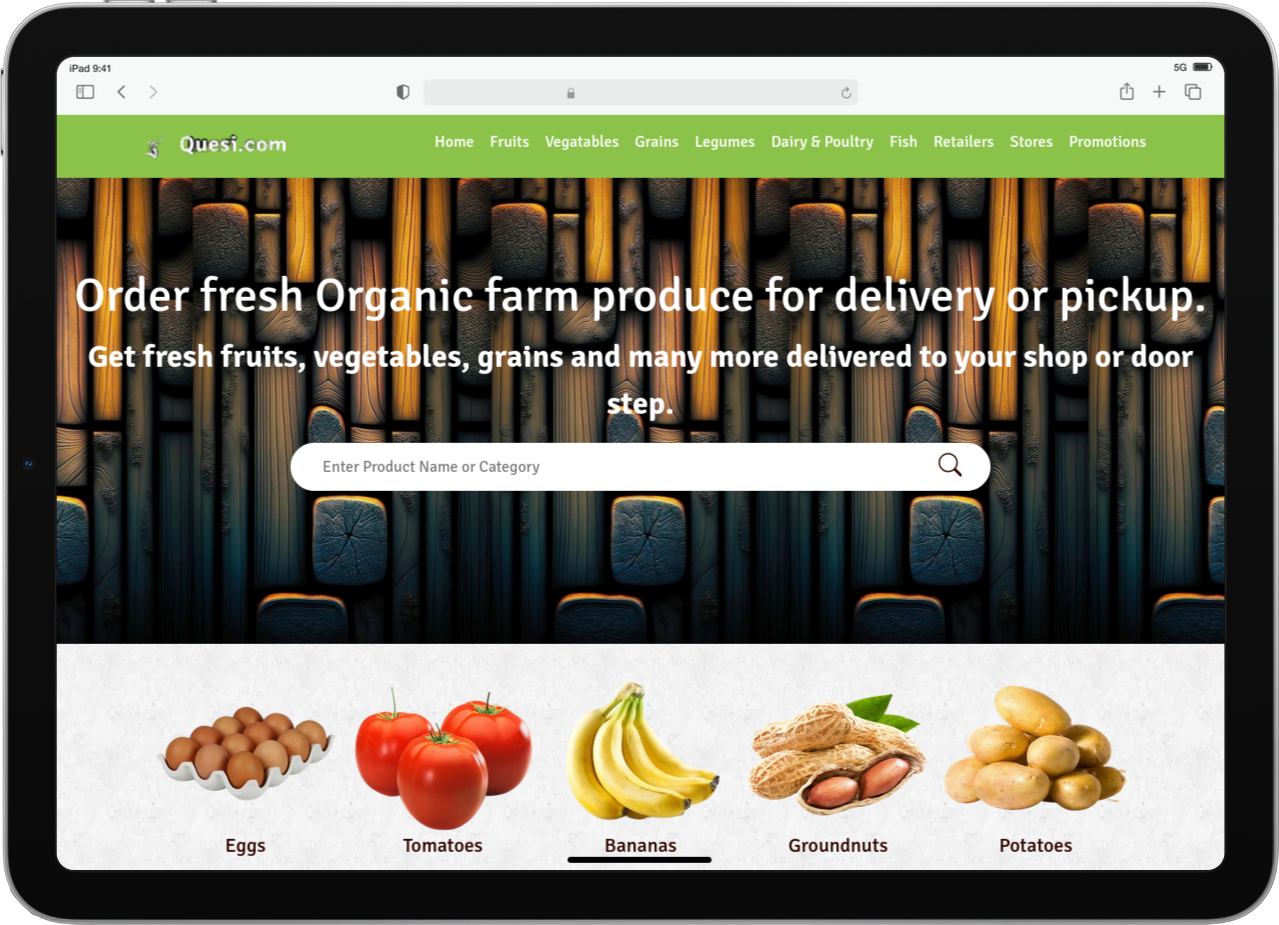 iPad 9:41
5G
Quesi.com
Home Fruits Vegatables Grains Legumes Dairy & Poultry Fish Retailers Stores Promotions
Order fresh Organic farm produce for delivery or pickup.
Get fresh fruits, vegetables, grains and many more delivered to your shop or door
step.
Enter Product Name or Category
Eggs Tomatoes Bananas Groundnuts Potatoes